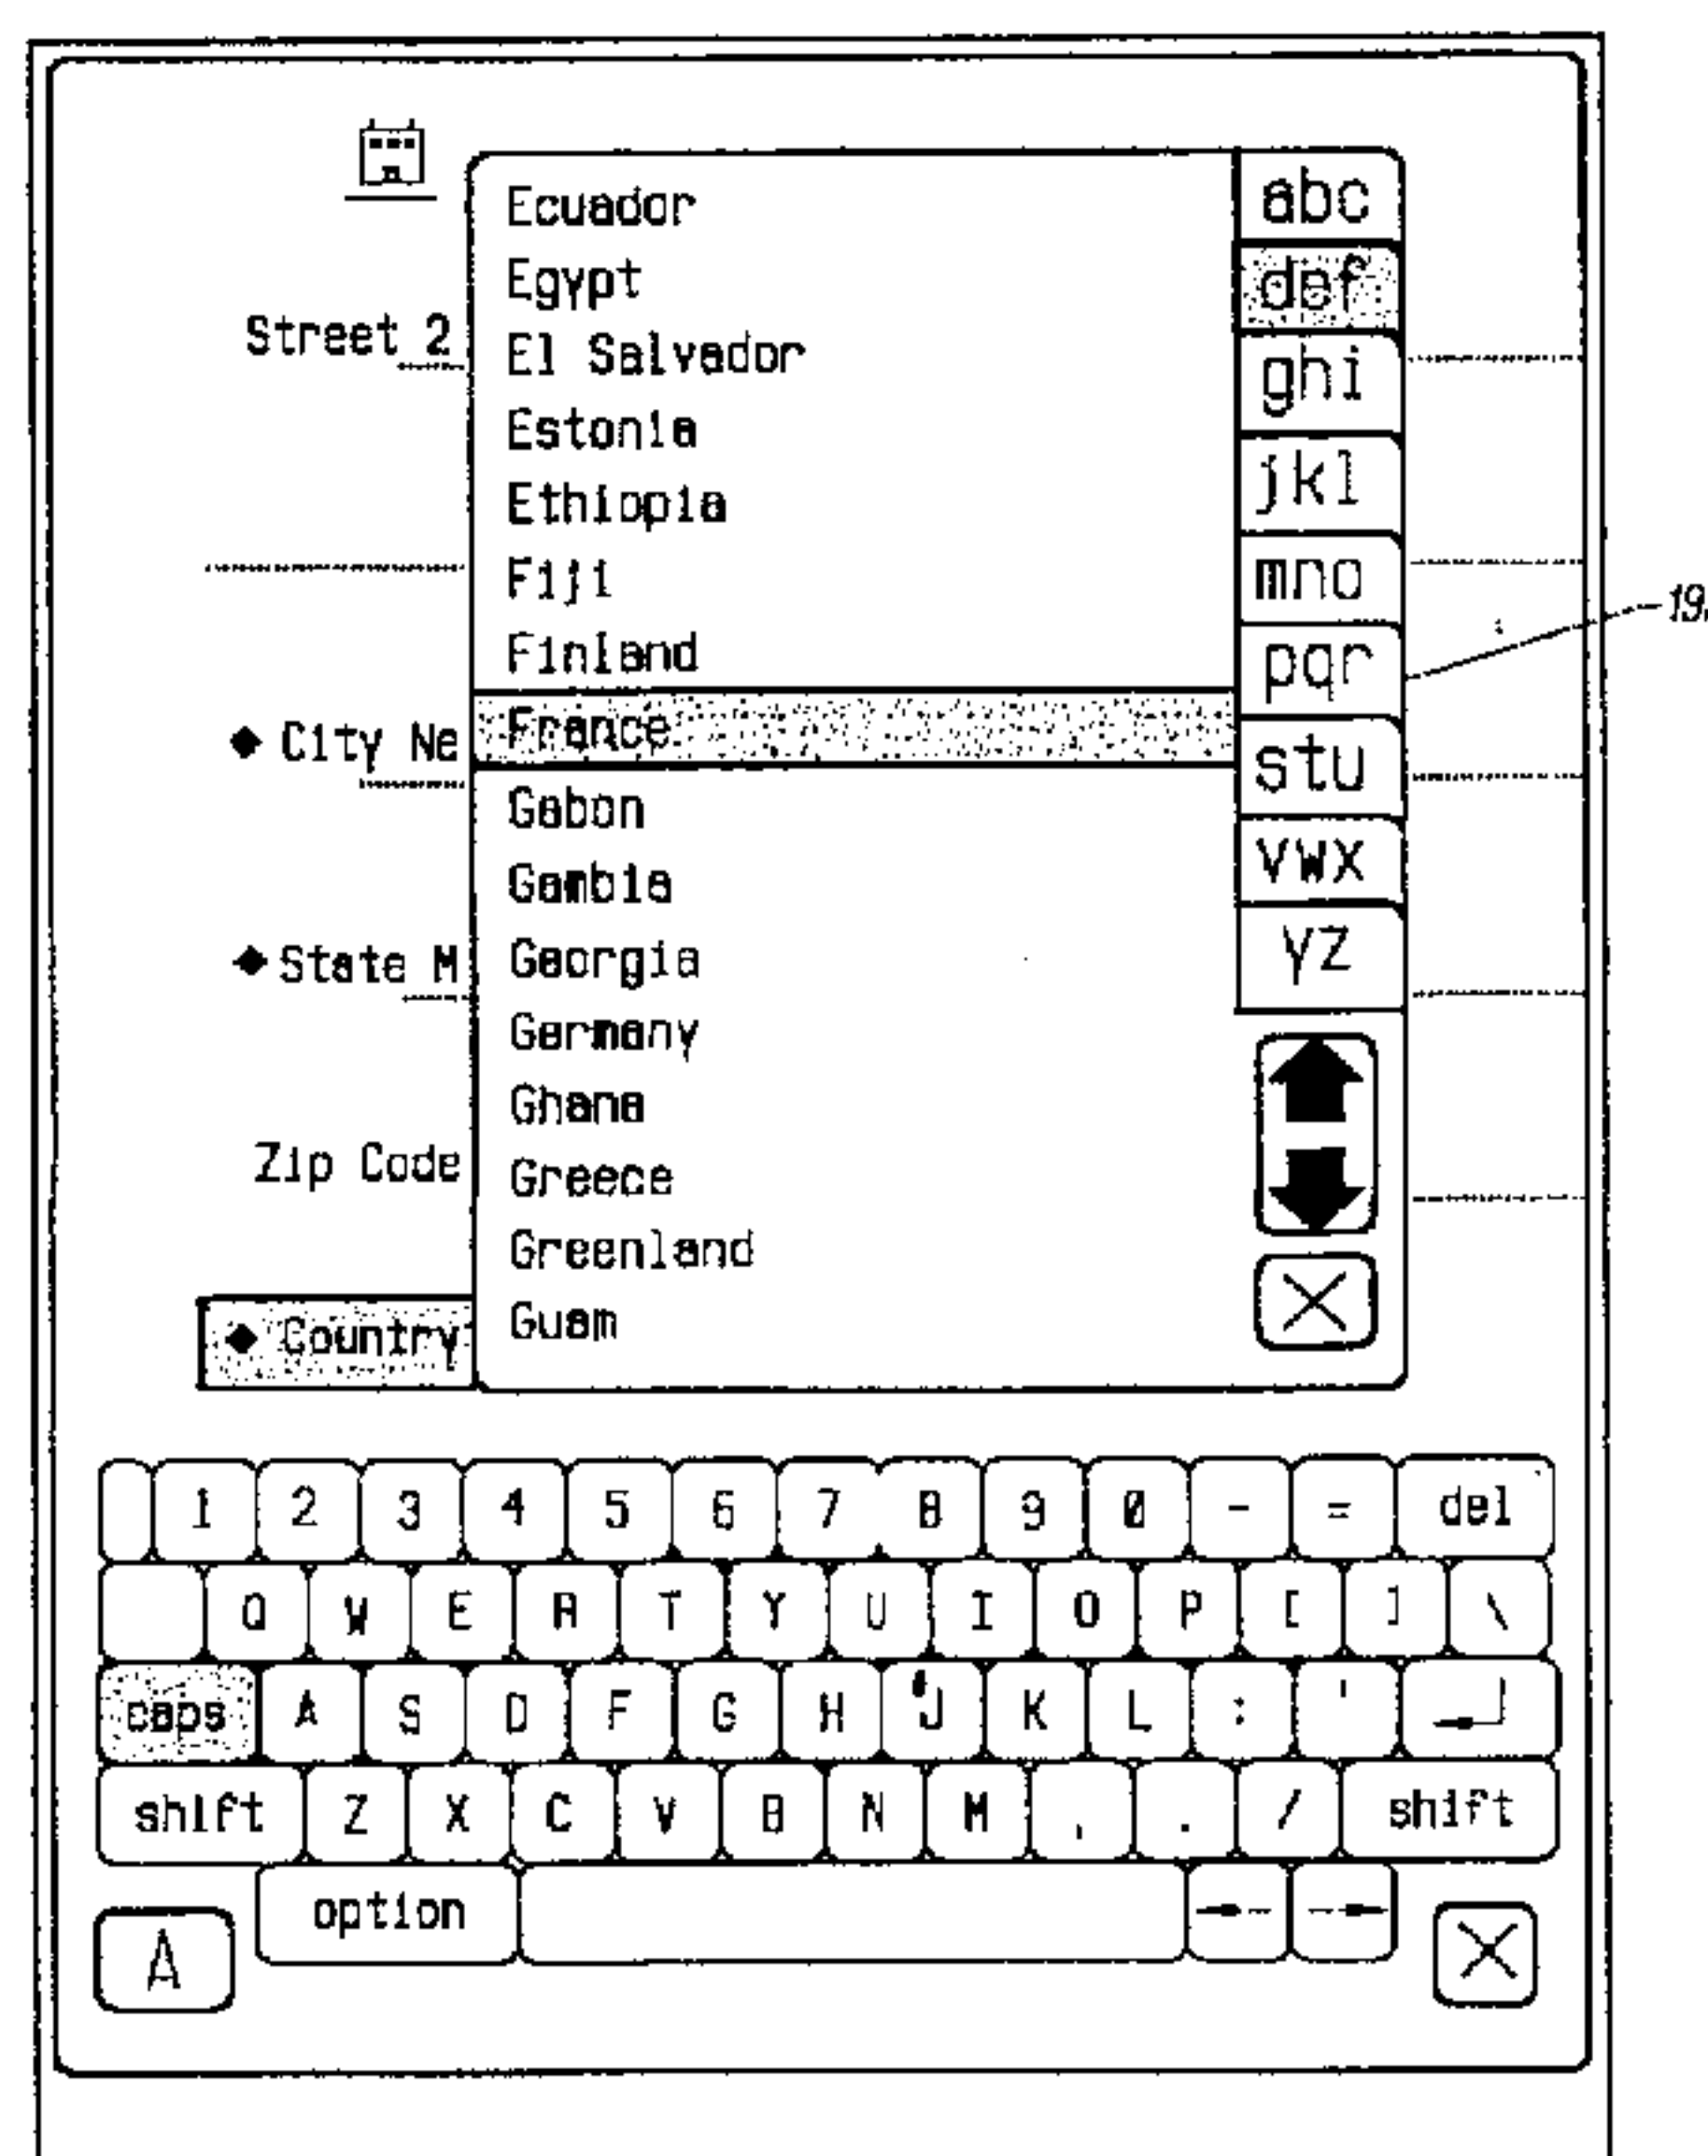 Ecuador
Egypt
El Salvador
Estonia
Ethiopia
Fiji
Finland
France
Gabon
Gambia
Georgia
Germany
Ghana
Greece
Greenland
Guam
abc
def
ghi
jkl
mno
pqr
stu
vwx
yz
Street 2
◆ City Na
◆ State M
Zip Code
◆ Country
1 2 3 4 5 6 7 8 9 0 - = del
Q W E R T Y U I O P [ ] \
caps A S D F G H J K L : '
shift Z X C V B N M , . / shift
option
A